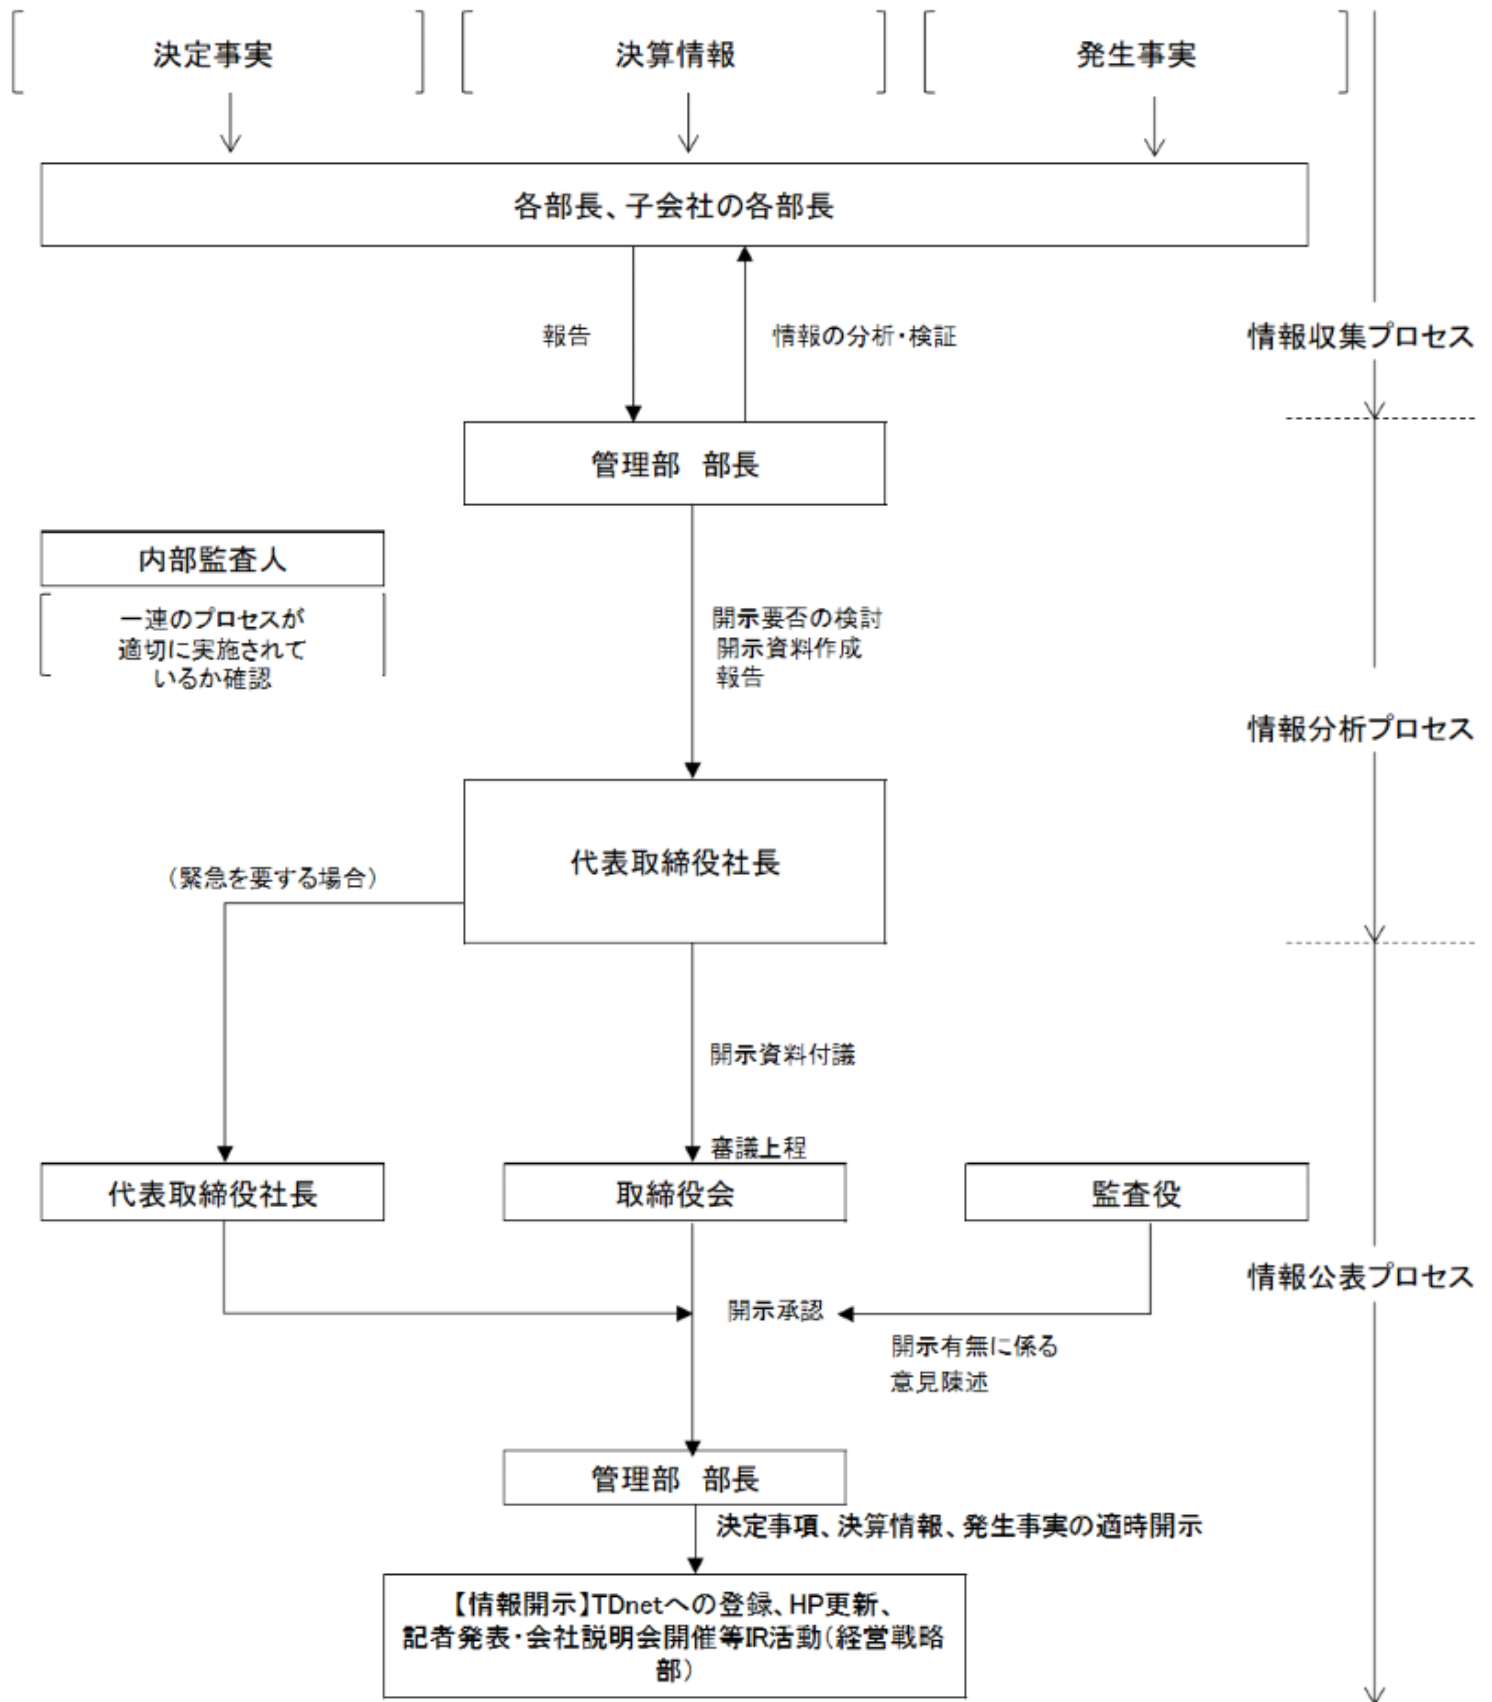 決定事実
決算情報
発生事実
各部長、子会社の各部長
報告
情報の分析・検証
情報収集プロセス
管理部　部長
内部監査人
一連のプロセスが
適切に実施されて
いるか確認
開示要否の検討
開示資料作成
報告
情報分析プロセス
代表取締役社長
（緊急を要する場合）
開示資料付議
審議上程
代表取締役社長
取締役会
監査役
情報公表プロセス
開示承認
開示有無に係る
意見陳述
管理部　部長
決定事項、決算情報、発生事実の適時開示
【情報開示】TDnetへの登録、HP更新、
記者発表・会社説明会開催等IR活動（経営戦略
部）